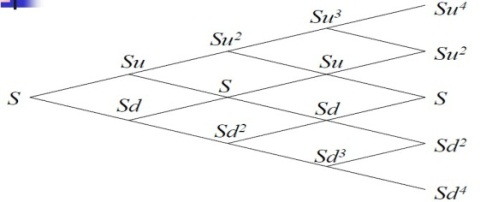 Su⁴
Su³
Su² Su²
Su Su
S S S
Sd Sd
Sd² Sd²
Sd³
Sd⁴